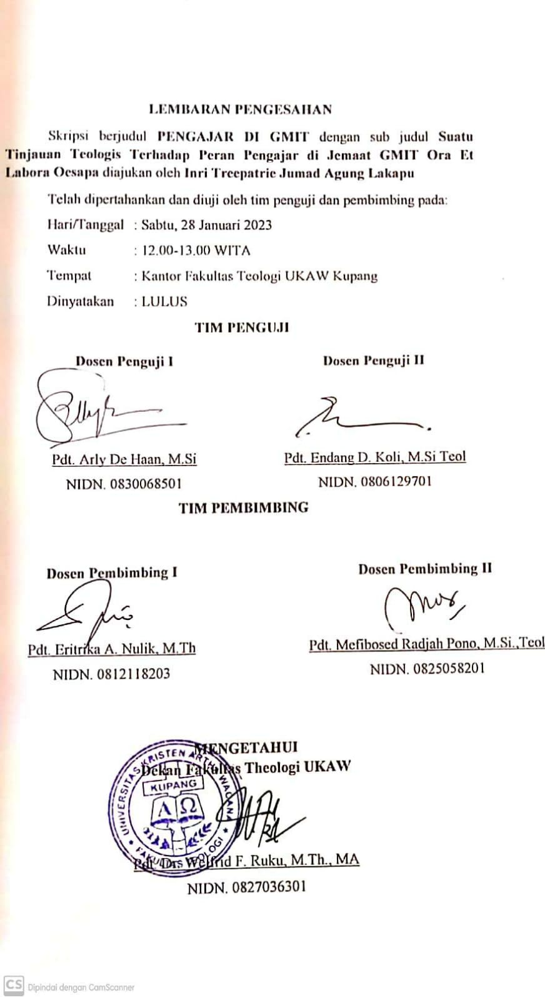 LEMBARAN PENGESAHAN
Skripsi berjudul PENGAJAR DI GMIT dengan sub judul Suatu
Tinjauan Teologis Terhadap Peran Pengajar di Jemaat GMIT Ora Et
Labora Oesapa diajukan oleh Inri Treepatric Jumad Agung Lakapu
Telah dipertahankan dan diuji oleh tim penguji dan pembimbing pada:
Hari/Tanggal : Sabtu, 28 Januari 2023
Waktu : 12.00-13.00 WITA
Tempat : Kantor Fakultas Teologi UKAW Kupang
Dinyatakan : LULUS
TIM PENGUJI
Dosen Penguji I Dosen Penguji II
Pdt. Arly De Haan, M.Si Pdt. Endang D. Koli, M.Si Teol
NIDN. 0830068501 NIDN. 0806129701
TIM PEMBIMBING
Dosen Pembimbing I Dosen Pembimbing II
Pdt. Eritrika A. Nulik, M.Th Pdt. Mefibosed Radjah Pono, M.Si.,Teol
NIDN. 0812118203 NIDN. 0825058201
MENGETAHUI
Dekan Fakultas Theologi UKAW
UNIVERSITAS KRISTEN ARTHA WACANA
KUPANG
Α Ω
FAKULTAS TEOLOGI
Pdt. Drs Welfrid F. Ruku, M.Th., MA
NIDN. 0827036301
CS Dipindai dengan CamScanner